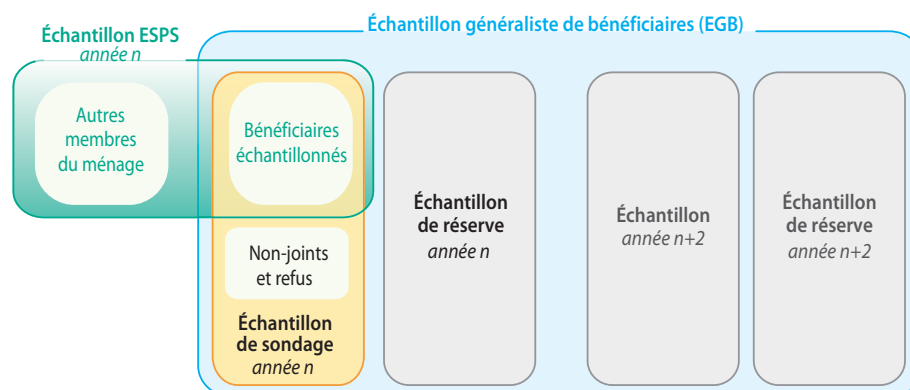 Échantillon généraliste de bénéficiaires (EGB)
Échantillon ESPS
année n
Autres
membres
du ménage
Bénéficiaires
échantillonnés
Non-joints
et refus
Échantillon
de sondage
année n
Échantillon
de réserve
année n
Échantillon
année n+2
Échantillon
de réserve
année n+2